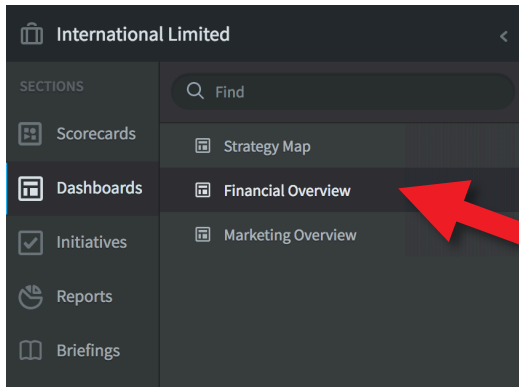 International Limited
SECTIONS
Find
Scorecards
Strategy Map
Dashboards
Financial Overview
Initiatives
Marketing Overview
Reports
Briefings